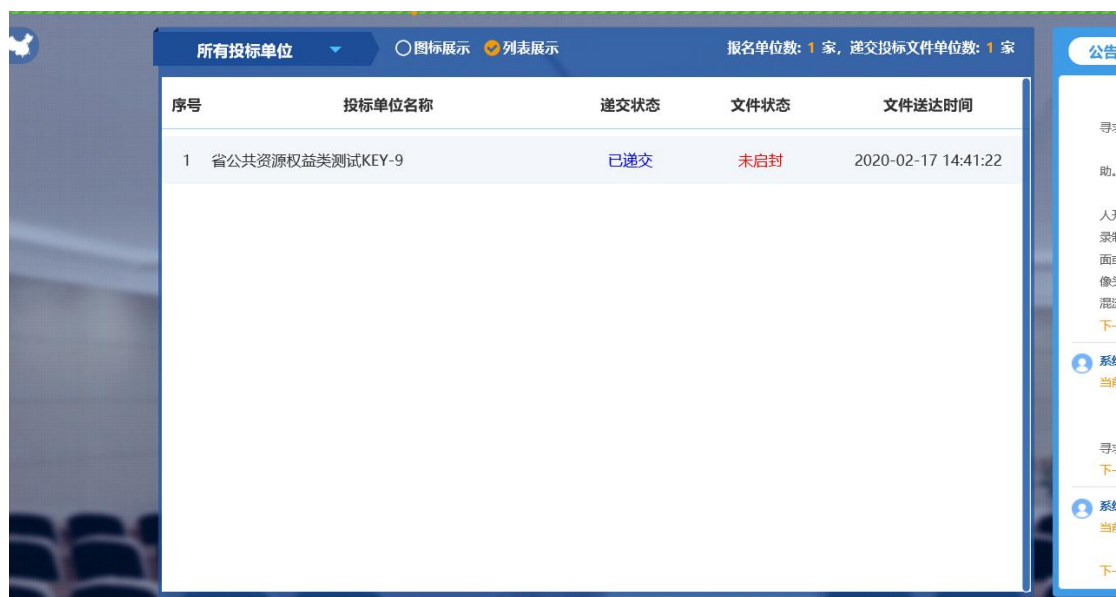 所有投标单位
图标展示
列表展示
报名单位数: 1 家, 递交投标文件单位数: 1 家
序号 投标单位名称 递交状态 文件状态 文件送达时间
1 省公共资源权益类测试KEY-9 已递交 未启封 2020-02-17 14:41:22
公告
助。
下一